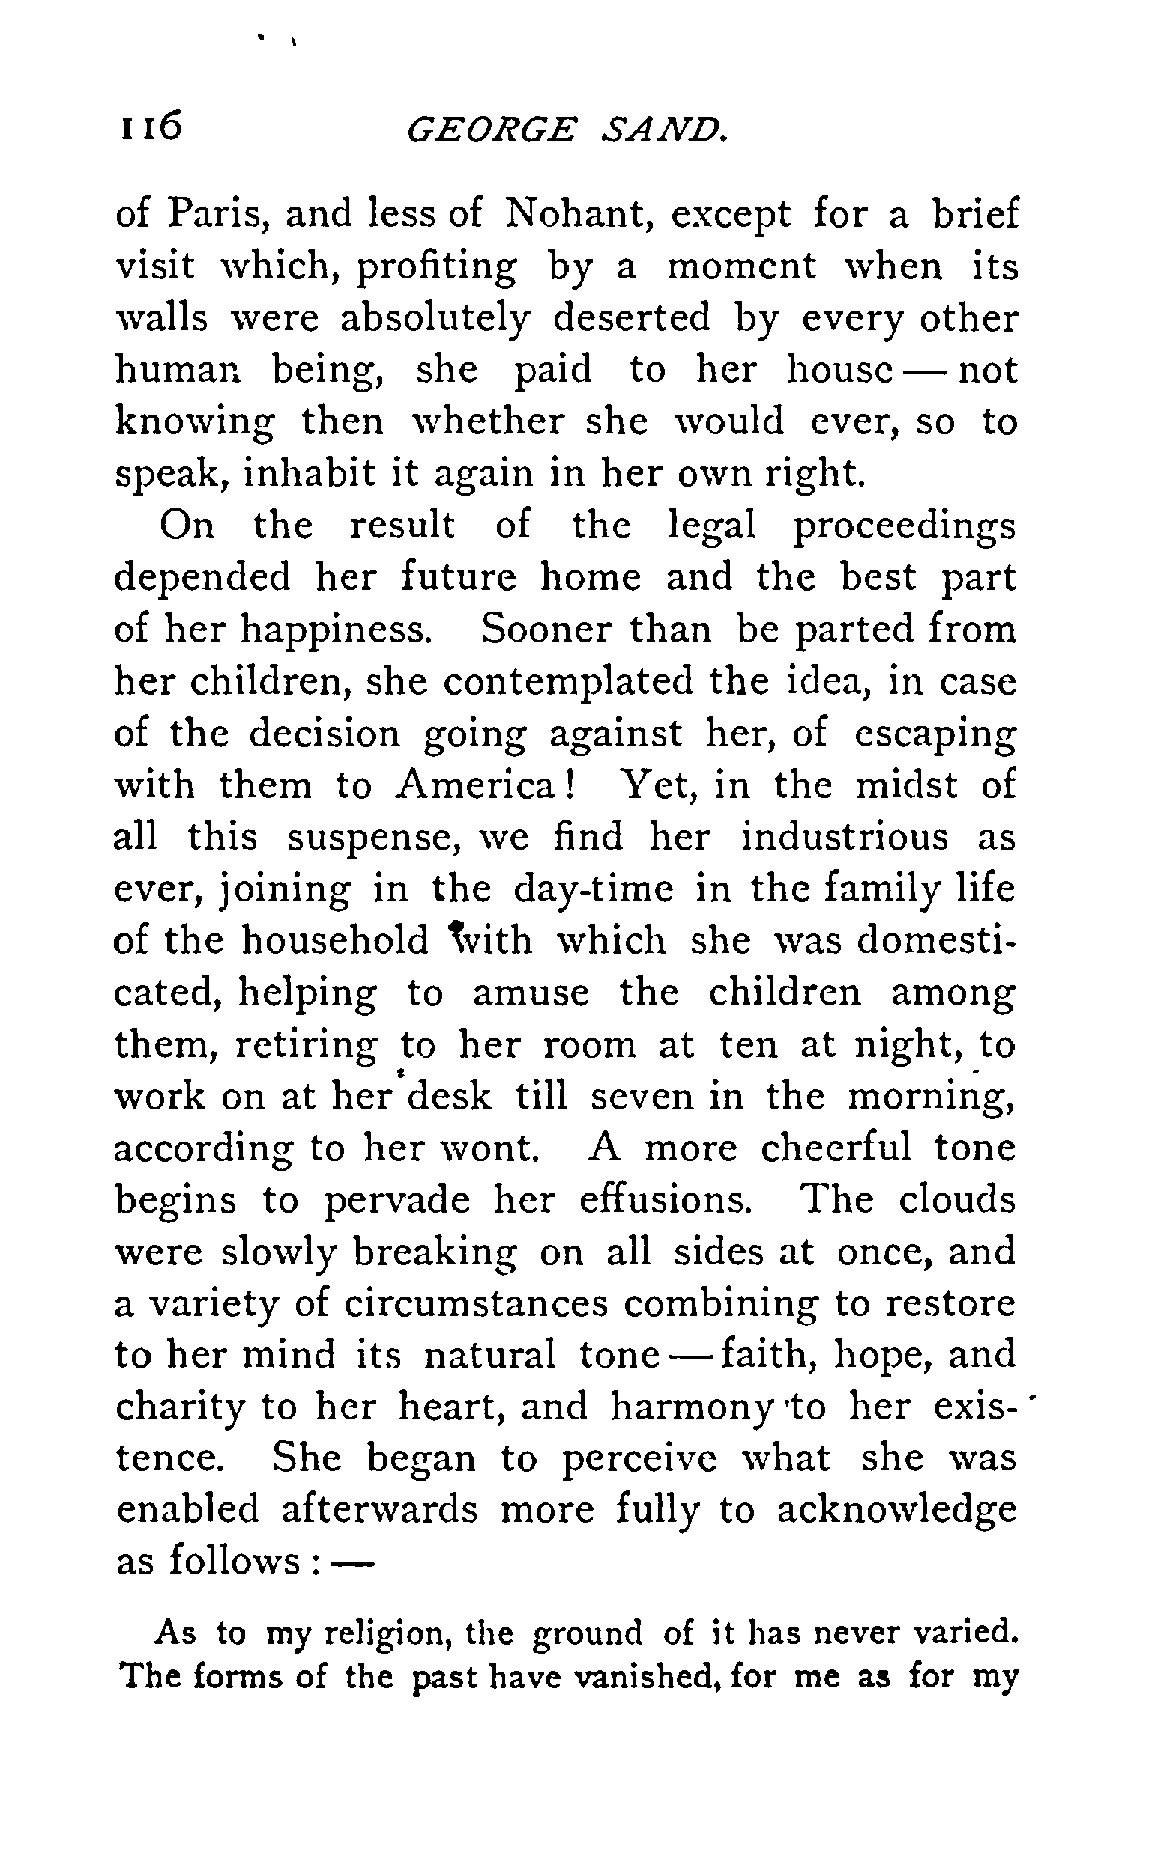 116 GEORGE SAND.
of Paris, and less of Nohant, except for a brief
visit which, profiting by a moment when its
walls were absolutely deserted by every other
human being, she paid to her house — not
knowing then whether she would ever, so to
speak, inhabit it again in her own right.
On the result of the legal proceedings
depended her future home and the best part
of her happiness. Sooner than be parted from
her children, she contemplated the idea, in case
of the decision going against her, of escaping
with them to America! Yet, in the midst of
all this suspense, we find her industrious as
ever, joining in the day-time in the family life
of the household with which she was domesti-
cated, helping to amuse the children among
them, retiring to her room at ten at night, to
work on at her desk till seven in the morning,
according to her wont. A more cheerful tone
begins to pervade her effusions. The clouds
were slowly breaking on all sides at once, and
a variety of circumstances combining to restore
to her mind its natural tone — faith, hope, and
charity to her heart, and harmony to her exis-
tence. She began to perceive what she was
enabled afterwards more fully to acknowledge
as follows : —
As to my religion, the ground of it has never varied.
The forms of the past have vanished, for me as for my